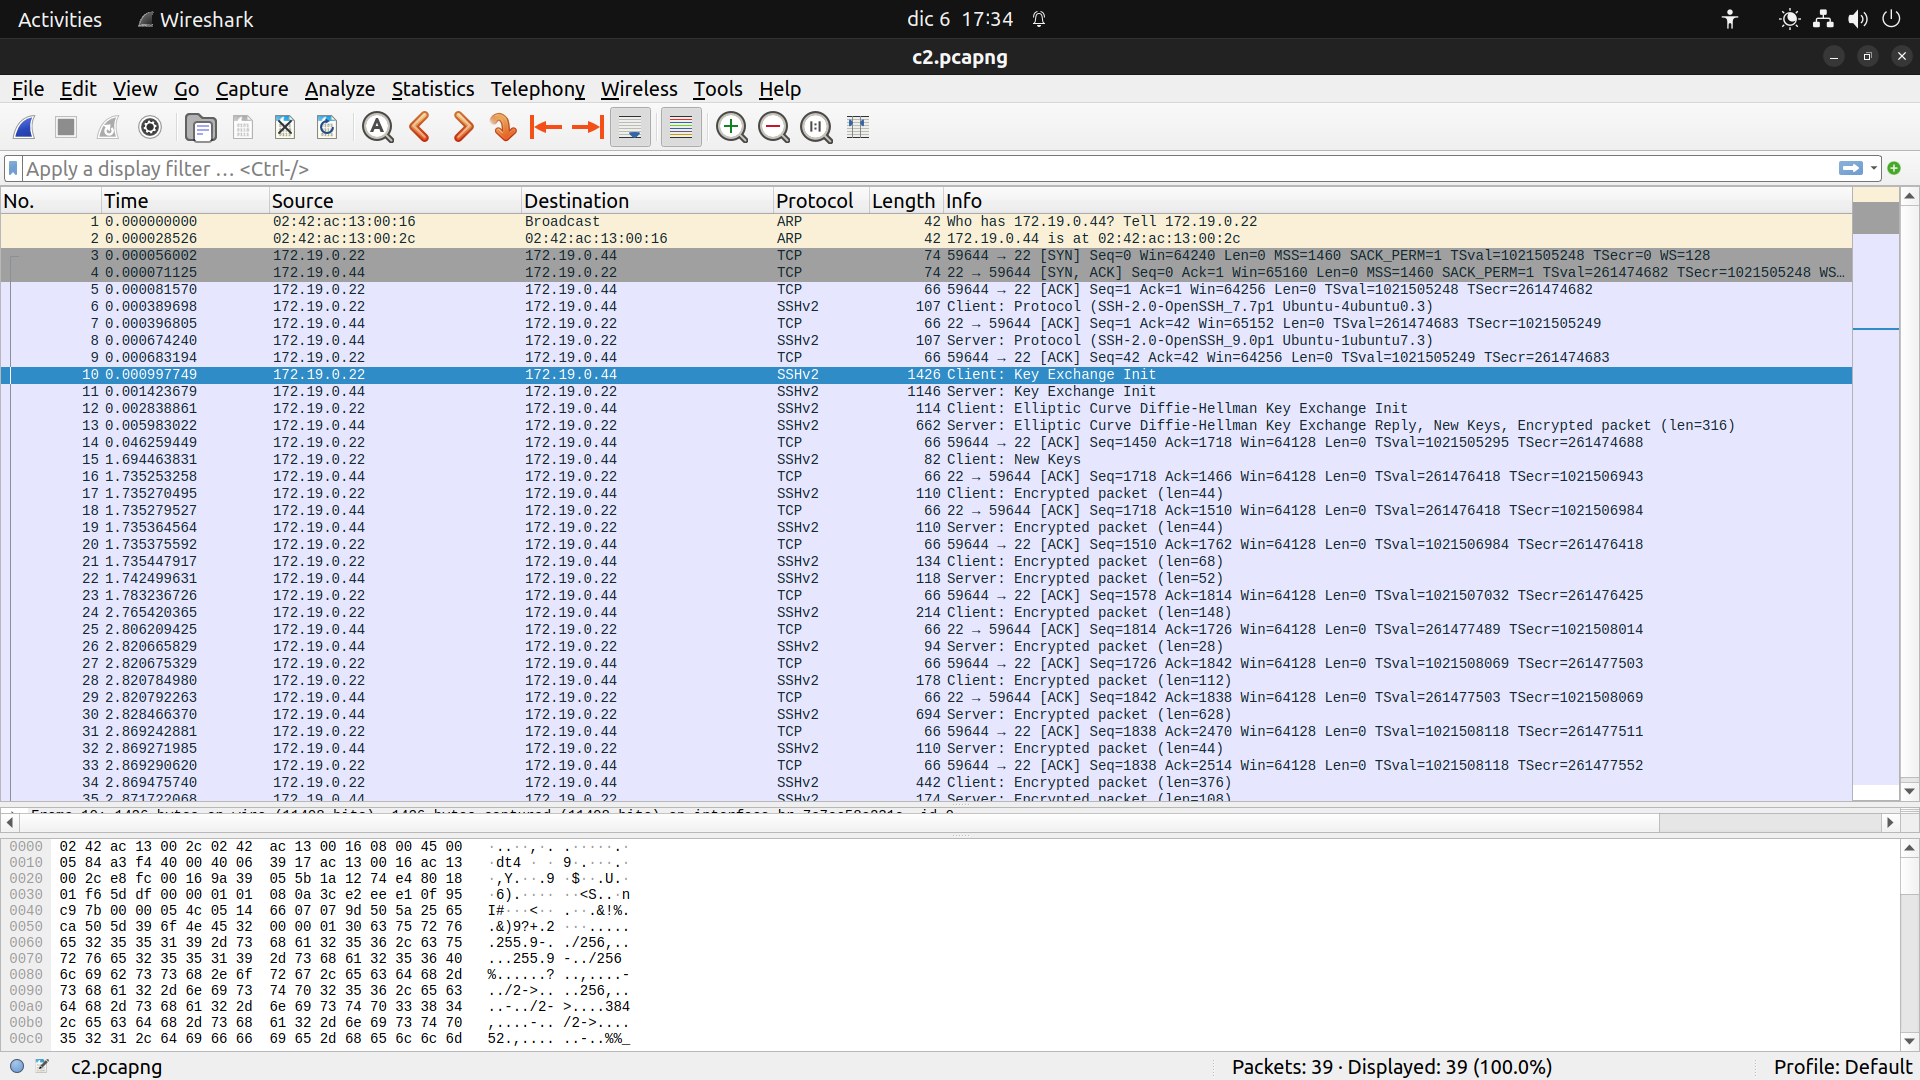 Activities Wireshark dic 6 17:34
c2.pcapng
File Edit View Go Capture Analyze Statistics Telephony Wireless Tools Help
Apply a display filter … <Ctrl-/>
No. Time Source Destination Protocol Length Info
1 0.000000000 02:42:ac:13:00:16 Broadcast ARP 42 Who has 172.19.0.44? Tell 172.19.0.22
2 0.000028526 02:42:ac:13:00:2c 02:42:ac:13:00:16 ARP 42 172.19.0.44 is at 02:42:ac:13:00:2c
3 0.000056002 172.19.0.22 172.19.0.44 TCP 74 59644 → 22 [SYN] Seq=0 Win=64240 Len=0 MSS=1460 SACK_PERM=1 TSval=1021505248 TSecr=0 WS=128
4 0.000071125 172.19.0.44 172.19.0.22 TCP 74 22 → 59644 [SYN, ACK] Seq=0 Ack=1 Win=65160 Len=0 MSS=1460 SACK_PERM=1 TSval=261474682 TSecr=1021505248 WS…
5 0.000081570 172.19.0.22 172.19.0.44 TCP 66 59644 → 22 [ACK] Seq=1 Ack=1 Win=64256 Len=0 TSval=1021505248 TSecr=261474682
6 0.000389698 172.19.0.22 172.19.0.44 SSHv2 107 Client: Protocol (SSH-2.0-OpenSSH_7.7p1 Ubuntu-4ubuntu0.3)
7 0.000396805 172.19.0.44 172.19.0.22 TCP 66 22 → 59644 [ACK] Seq=1 Ack=42 Win=65152 Len=0 TSval=261474683 TSecr=1021505249
8 0.000674240 172.19.0.44 172.19.0.22 SSHv2 107 Server: Protocol (SSH-2.0-OpenSSH_9.0p1 Ubuntu-1ubuntu7.3)
9 0.000683194 172.19.0.22 172.19.0.44 TCP 66 59644 → 22 [ACK] Seq=42 Ack=42 Win=64256 Len=0 TSval=1021505249 TSecr=261474683
10 0.000997749 172.19.0.22 172.19.0.44 SSHv2 1426 Client: Key Exchange Init
11 0.001423679 172.19.0.44 172.19.0.22 SSHv2 1146 Server: Key Exchange Init
12 0.002838861 172.19.0.22 172.19.0.44 SSHv2 114 Client: Elliptic Curve Diffie-Hellman Key Exchange Init
13 0.005983022 172.19.0.44 172.19.0.22 SSHv2 662 Server: Elliptic Curve Diffie-Hellman Key Exchange Reply, New Keys, Encrypted packet (len=316)
14 0.046259449 172.19.0.22 172.19.0.44 TCP 66 59644 → 22 [ACK] Seq=1450 Ack=1718 Win=64128 Len=0 TSval=1021505295 TSecr=261474688
15 1.694463831 172.19.0.22 172.19.0.44 SSHv2 82 Client: New Keys
16 1.735253258 172.19.0.44 172.19.0.22 TCP 66 22 → 59644 [ACK] Seq=1718 Ack=1466 Win=64128 Len=0 TSval=261476418 TSecr=1021506943
17 1.735270495 172.19.0.22 172.19.0.44 SSHv2 110 Client: Encrypted packet (len=44)
18 1.735279527 172.19.0.44 172.19.0.22 TCP 66 22 → 59644 [ACK] Seq=1718 Ack=1510 Win=64128 Len=0 TSval=261476418 TSecr=1021506984
19 1.735364564 172.19.0.44 172.19.0.22 SSHv2 110 Server: Encrypted packet (len=44)
20 1.735375592 172.19.0.22 172.19.0.44 TCP 66 59644 → 22 [ACK] Seq=1510 Ack=1762 Win=64128 Len=0 TSval=1021506984 TSecr=261476418
21 1.735447917 172.19.0.22 172.19.0.44 SSHv2 134 Client: Encrypted packet (len=68)
22 1.742499631 172.19.0.44 172.19.0.22 SSHv2 118 Server: Encrypted packet (len=52)
23 1.783236726 172.19.0.22 172.19.0.44 TCP 66 59644 → 22 [ACK] Seq=1578 Ack=1814 Win=64128 Len=0 TSval=1021507032 TSecr=261476425
24 2.765420365 172.19.0.22 172.19.0.44 SSHv2 214 Client: Encrypted packet (len=148)
25 2.806209425 172.19.0.44 172.19.0.22 TCP 66 22 → 59644 [ACK] Seq=1814 Ack=1726 Win=64128 Len=0 TSval=261477489 TSecr=1021508014
26 2.820665829 172.19.0.44 172.19.0.22 SSHv2 94 Server: Encrypted packet (len=28)
27 2.820675329 172.19.0.22 172.19.0.44 TCP 66 59644 → 22 [ACK] Seq=1726 Ack=1842 Win=64128 Len=0 TSval=1021508069 TSecr=261477503
28 2.820784980 172.19.0.22 172.19.0.44 SSHv2 178 Client: Encrypted packet (len=112)
29 2.820792263 172.19.0.44 172.19.0.22 TCP 66 22 → 59644 [ACK] Seq=1842 Ack=1838 Win=64128 Len=0 TSval=261477503 TSecr=1021508069
30 2.828466370 172.19.0.44 172.19.0.22 SSHv2 694 Server: Encrypted packet (len=628)
31 2.869242881 172.19.0.22 172.19.0.44 TCP 66 59644 → 22 [ACK] Seq=1838 Ack=2470 Win=64128 Len=0 TSval=1021508118 TSecr=261477511
32 2.869271985 172.19.0.44 172.19.0.22 SSHv2 110 Server: Encrypted packet (len=44)
33 2.869290620 172.19.0.22 172.19.0.44 TCP 66 59644 → 22 [ACK] Seq=1838 Ack=2514 Win=64128 Len=0 TSval=1021508118 TSecr=261477552
34 2.869475740 172.19.0.22 172.19.0.44 SSHv2 442 Client: Encrypted packet (len=376)
35 2.871722068 172.19.0.44 172.19.0.22 SSHv2 174 Server: Encrypted packet (len=108)
0000 02 42 ac 13 00 2c 02 42 ac 13 00 16 08 00 45 00 ·..··,·. .·····.·
0010 05 84 a3 f4 40 00 40 06 39 17 ac 13 00 16 ac 13 ·dt4 · · 9·.···.·
0020 00 2c e8 fc 00 16 9a 39 05 5b 1a 12 74 e4 80 18 ·,Y.··.9 ·$··.U.·
0030 01 f6 5d df 00 00 01 01 08 0a 3c e2 ee e1 0f 95 ·6).···· ··<S..·n
0040 c9 7b 00 00 05 4c 05 14 66 07 07 9d 50 5a 25 65 I#···<·· .··.&!%.
0050 ca 50 5d 39 6f 4e 45 32 00 00 01 30 63 75 72 76 .&)9?+.2 ···.....
0060 65 32 35 35 31 39 2d 73 68 61 32 35 36 2c 63 75 .255.9-. ./256,..
0070 72 76 65 32 35 35 31 39 2d 73 68 61 32 35 36 40 ...255.9 -../256
0080 6c 69 62 73 73 68 2e 6f 72 67 2c 65 63 64 68 2d %......? ..,....-
0090 73 68 61 32 2d 6e 69 73 74 70 32 35 36 2c 65 63 ../2->.. ..256,..
00a0 64 68 2d 73 68 61 32 2d 6e 69 73 74 70 33 38 34 ..-../2- >....384
00b0 2c 65 63 64 68 2d 73 68 61 32 2d 6e 69 73 74 70 ,....-.. /2->....
00c0 35 32 31 2c 64 69 66 66 69 65 2d 68 65 6c 6c 6d 52.,.... ..-..%%_
c2.pcapng Packets: 39 · Displayed: 39 (100.0%) Profile: Default